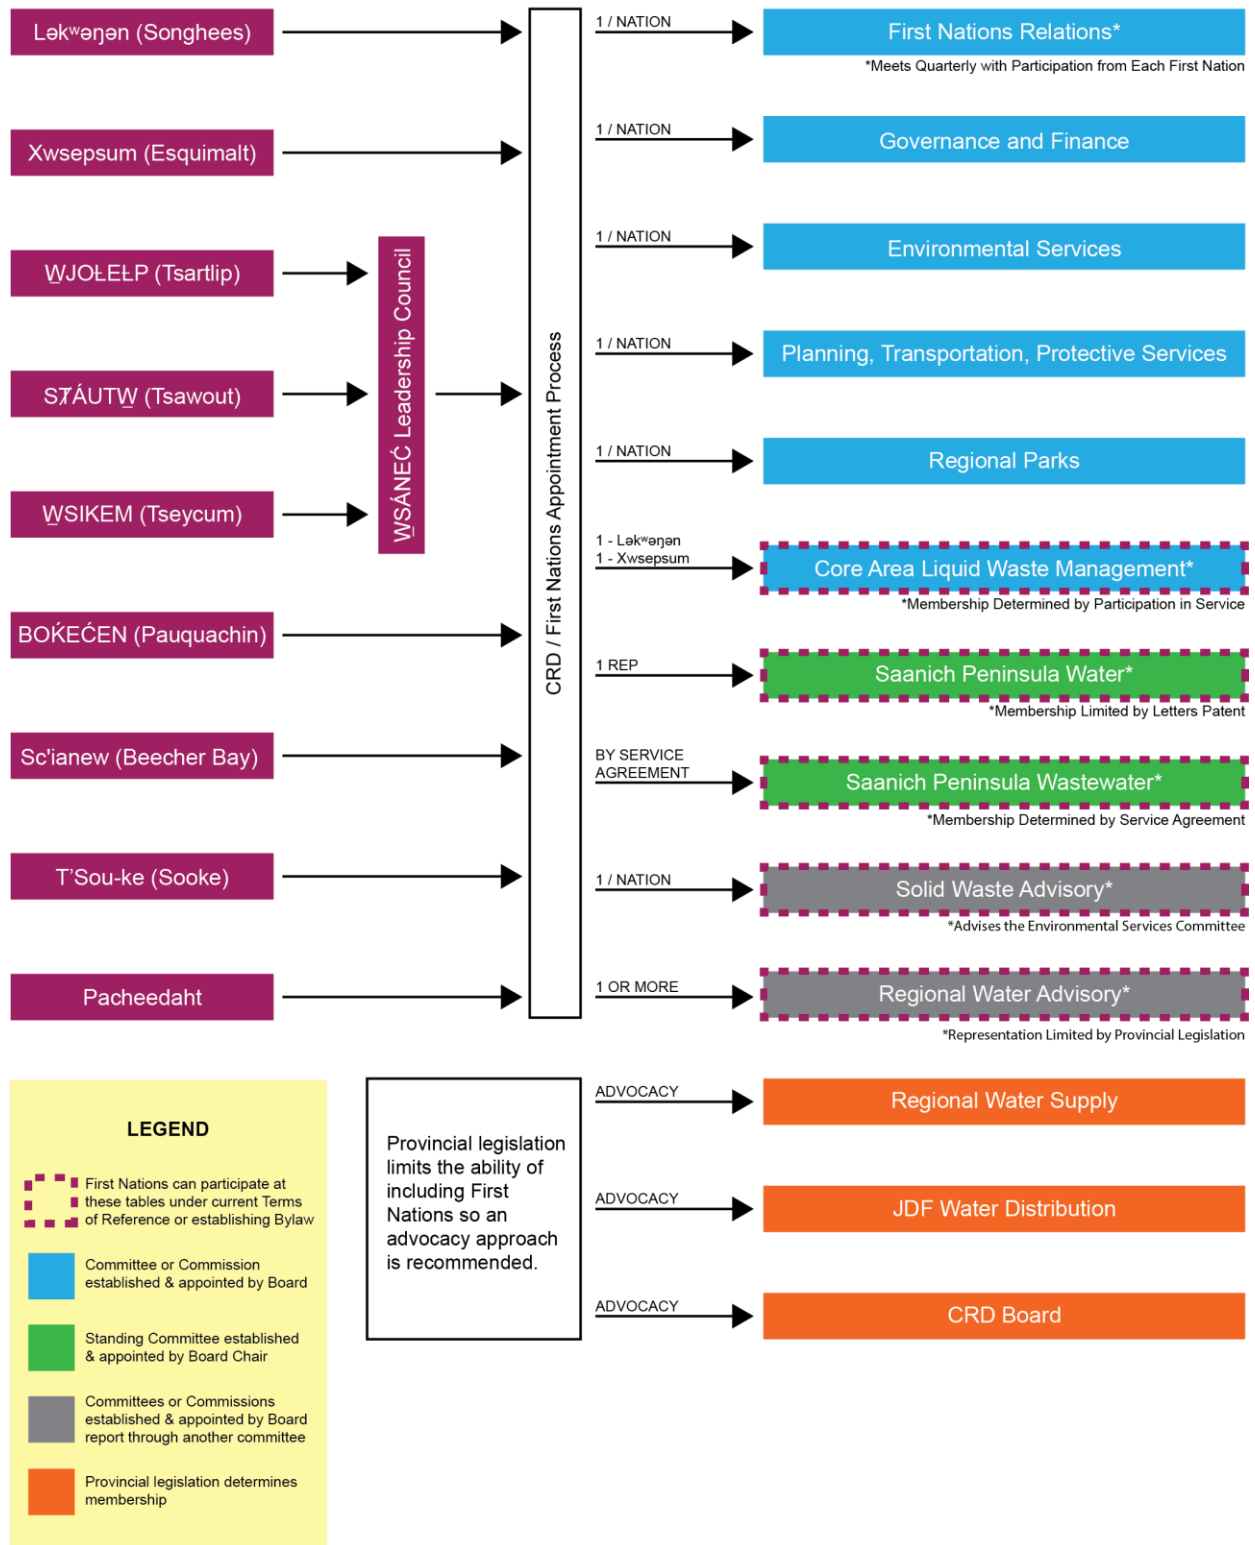 Ləkʷəŋən (Songhees)
Xwsepsum (Esquimalt)
W̱JOȽEȽP (Tsartlip)
SȾÁUTW̱ (Tsawout)
W̱SIKEM (Tseycum)
W̱SÁNEĆ Leadership Council
BOḰEĆEN (Pauquachin)
Sc'ianew (Beecher Bay)
T’Sou-ke (Sooke)
Pacheedaht
CRD / First Nations Appointment Process
1 / NATION
First Nations Relations*
*Meets Quarterly with Participation from Each First Nation
1 / NATION
Governance and Finance
1 / NATION
Environmental Services
1 / NATION
Planning, Transportation, Protective Services
1 / NATION
Regional Parks
1 - Ləkʷəŋən
1 - Xwsepsum
Core Area Liquid Waste Management*
*Membership Determined by Participation in Service
1 REP
Saanich Peninsula Water*
*Membership Limited by Letters Patent
BY SERVICE
AGREEMENT
Saanich Peninsula Wastewater*
*Membership Determined by Service Agreement
1 / NATION
Solid Waste Advisory*
*Advises the Environmental Services Committee
1 OR MORE
Regional Water Advisory*
*Representation Limited by Provincial Legislation
LEGEND
First Nations can participate at
these tables under current Terms
of Reference or establishing Bylaw
Committee or Commission
established & appointed by Board
Standing Committee established
& appointed by Board Chair
Committees or Commissions
established & appointed by Board
report through another committee
Provincial legislation determines
membership
Provincial legislation
limits the ability of
including First
Nations so an
advocacy approach
is recommended.
ADVOCACY
Regional Water Supply
ADVOCACY
JDF Water Distribution
ADVOCACY
CRD Board